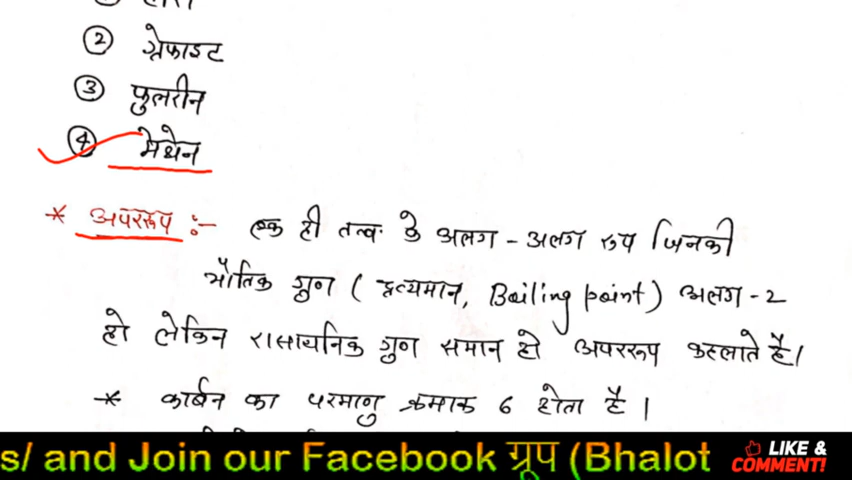 ② ग्रेफाइट
③ फुलरीन
④ मेथेन
* अपररूप :- एक ही तत्व के अलग - अलग रूप जिनकी
भौतिक गुण ( द्रव्यमान, Boiling point) अलग -2
हो लेकिन रासायनिक गुण समान हो अपररूप कहलाते है।
* कार्बन का परमाणु क्रमाक 6 होता है।
s/ and Join our Facebook ग्रुप (Bhalot
LIKE &
COMMENT!